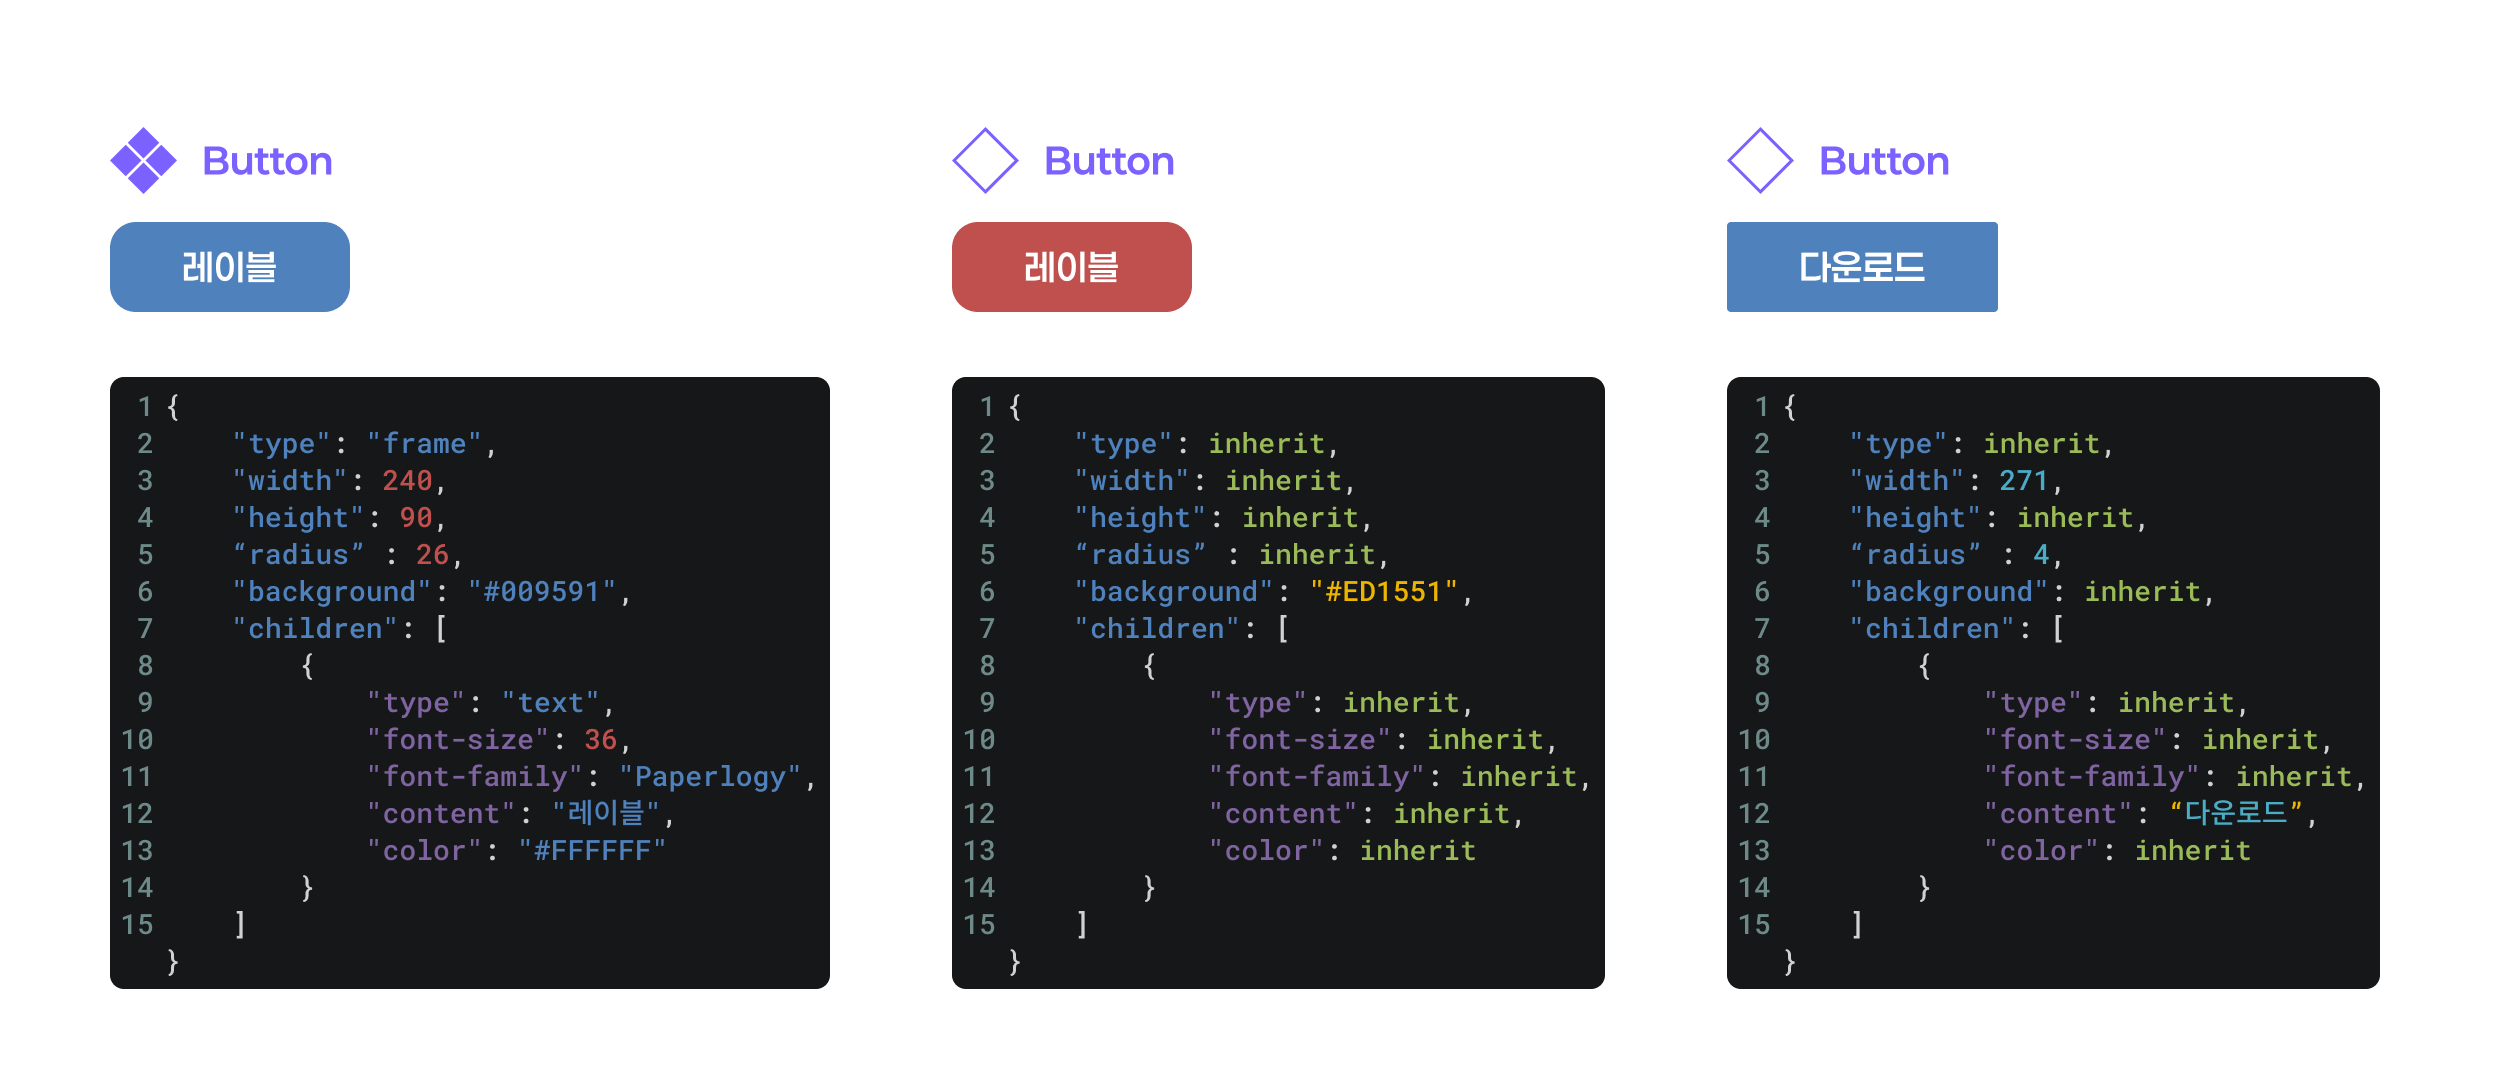 Button
레이블
1 {
2 "type": "frame",
3 "width": 240,
4 "height": 90,
5 “radius” : 26,
6 "background": "#009591",
7 "children": [
8 {
9 "type": "text",
10 "font-size": 36,
11 "font-family": "Paperlogy",
12 "content": "레이블",
13 "color": "#FFFFFF"
14 }
15 ]
}
Button
레이블
1 {
2 "type": inherit,
3 "width": inherit,
4 "height": inherit,
5 “radius” : inherit,
6 "background": "#ED1551",
7 "children": [
8 {
9 "type": inherit,
10 "font-size": inherit,
11 "font-family": inherit,
12 "content": inherit,
13 "color": inherit
14 }
15 ]
}
Button
다운로드
1 {
2 "type": inherit,
3 "width": 271,
4 "height": inherit,
5 “radius” : 4,
6 "background": inherit,
7 "children": [
8 {
9 "type": inherit,
10 "font-size": inherit,
11 "font-family": inherit,
12 "content": “다운로드”,
13 "color": inherit
14 }
15 ]
}